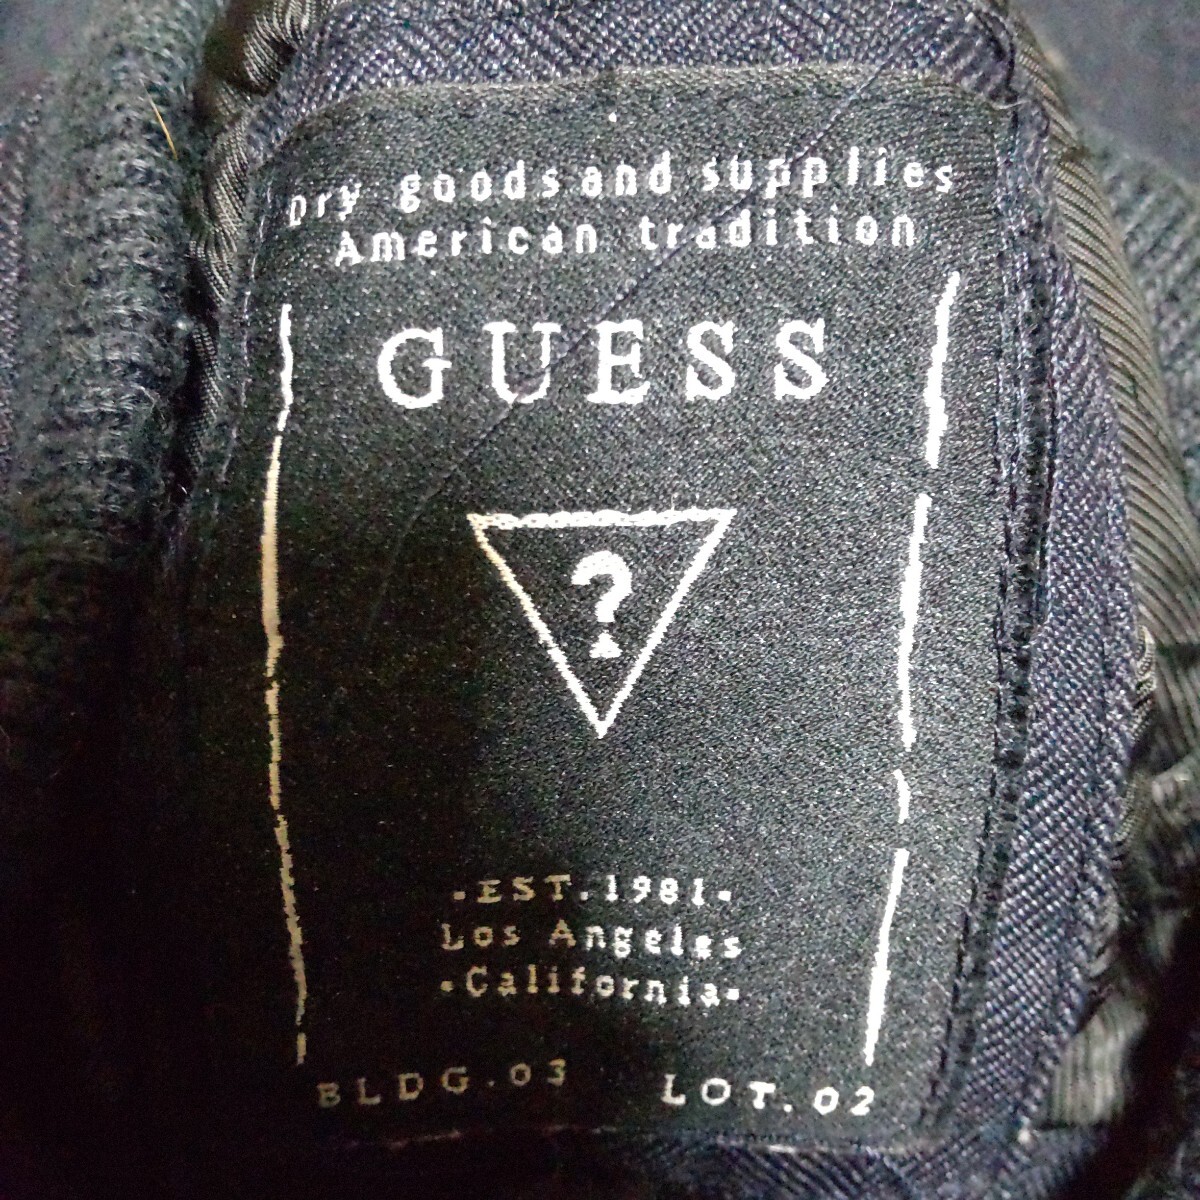 Dry goods and supplies
American tradition
GUESS
?
•EST.1981•
Los Angeles
•California•
BLDG.03 LOT.02